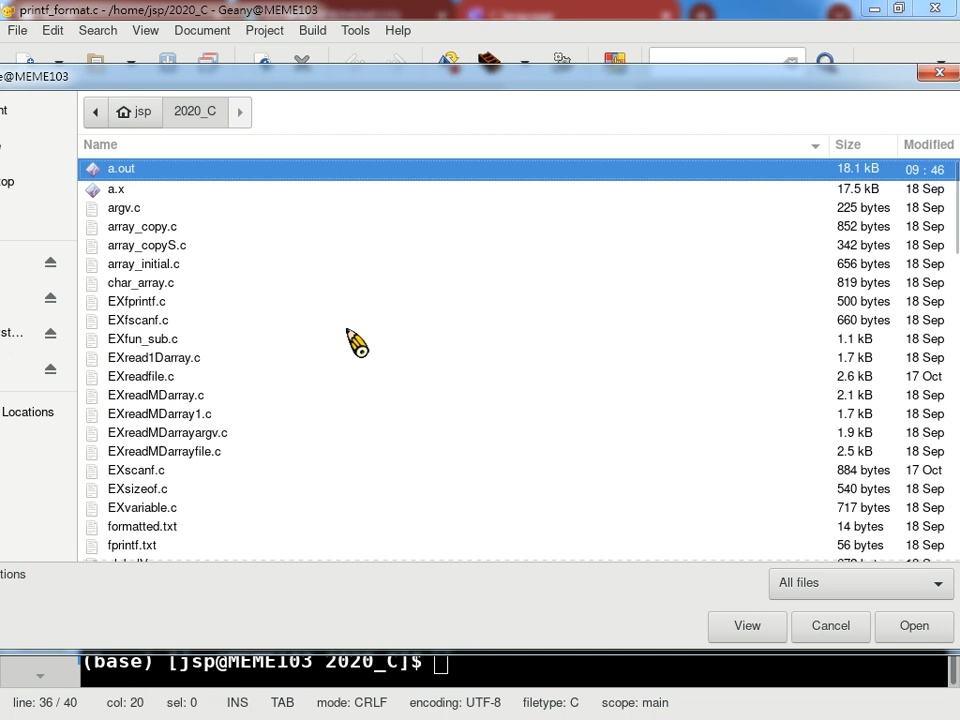 printf_format.c - /home/jsp/2020_C - Geany@MEME103
File Edit Search View Document Project Build Tools Help
e@MEME103
jsp 2020_C
Name Size Modified
a.out 18.1 kB 09 : 46
a.x 17.5 kB 18 Sep
argv.c 225 bytes 18 Sep
array_copy.c 852 bytes 18 Sep
array_copyS.c 342 bytes 18 Sep
array_initial.c 656 bytes 18 Sep
char_array.c 819 bytes 18 Sep
EXfprintf.c 500 bytes 18 Sep
EXfscanf.c 660 bytes 18 Sep
EXfun_sub.c 1.1 kB 18 Sep
EXread1Darray.c 1.7 kB 18 Sep
EXreadfile.c 2.6 kB 17 Oct
EXreadMDarray.c 2.1 kB 18 Sep
EXreadMDarray1.c 1.7 kB 18 Sep
EXreadMDarrayargv.c 1.9 kB 18 Sep
EXreadMDarrayfile.c 2.5 kB 18 Sep
EXscanf.c 884 bytes 17 Oct
EXsizeof.c 540 bytes 18 Sep
EXvariable.c 717 bytes 18 Sep
formatted.txt 14 bytes 18 Sep
fprintf.txt 56 bytes 18 Sep
nt
top
st...
Locations
tions
All files
View Cancel Open
(base) [jsp@MEME103 2020_C]$
line: 36 / 40 col: 20 sel: 0 INS TAB mode: CRLF encoding: UTF-8 filetype: C scope: main